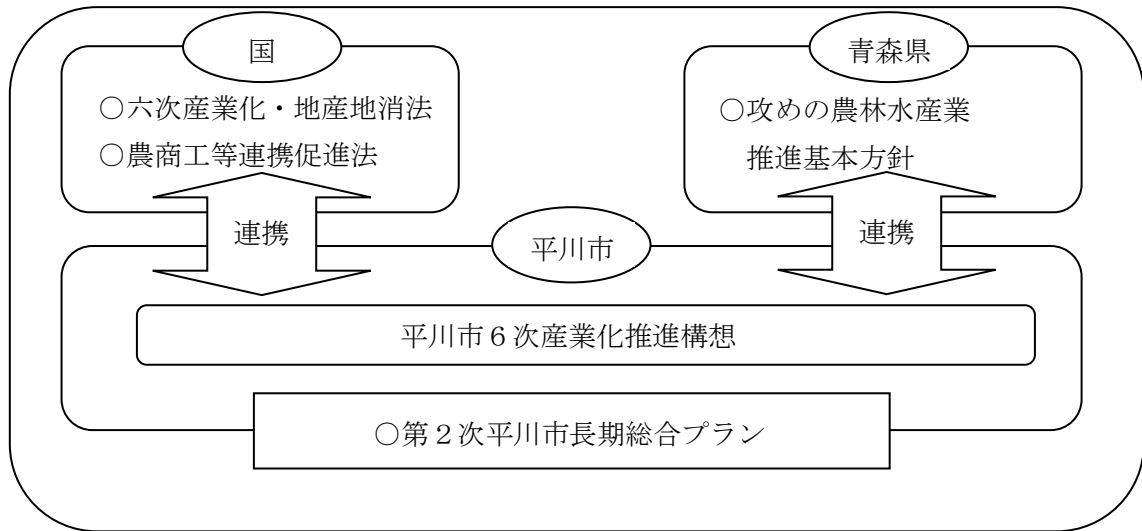 国
○六次産業化・地産地消法
○農商工等連携促進法
青森県
○攻めの農林水産業
推進基本方針
連携
連携
平川市
平川市６次産業化推進構想
○第２次平川市長期総合プラン